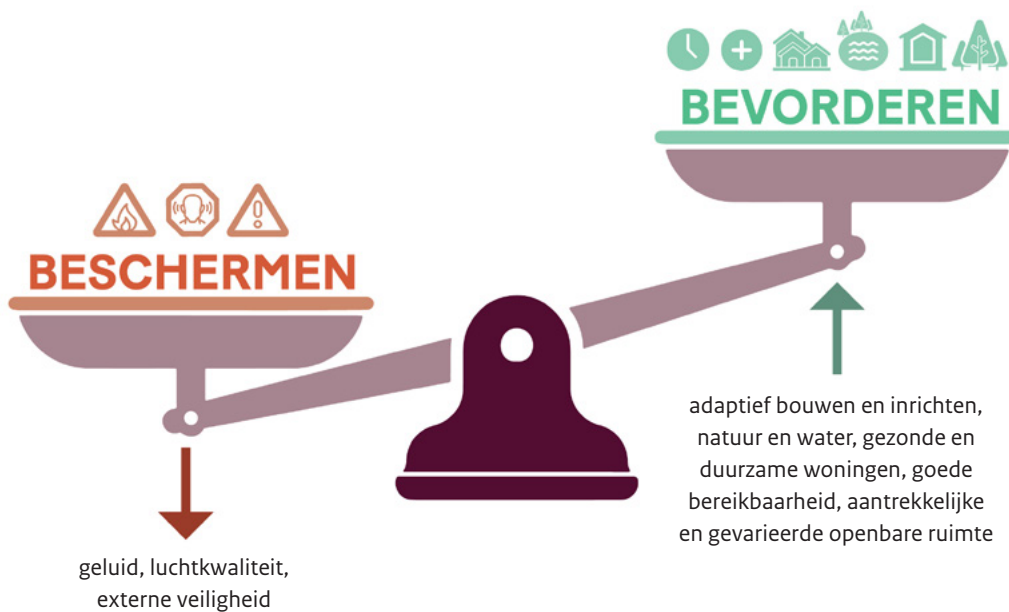 BEVORDEREN
BESCHERMEN
adaptief bouwen en inrichten,
natuur en water, gezonde en
duurzame woningen, goede
bereikbaarheid, aantrekkelijke
en gevarieerde openbare ruimte
geluid, luchtkwaliteit,
externe veiligheid